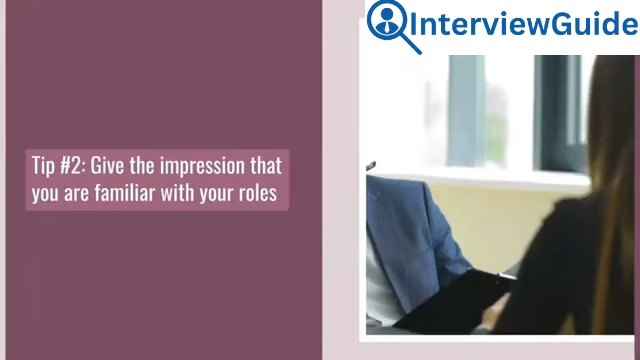 InterviewGuide
Tip #2: Give the impression that
you are familiar with your roles